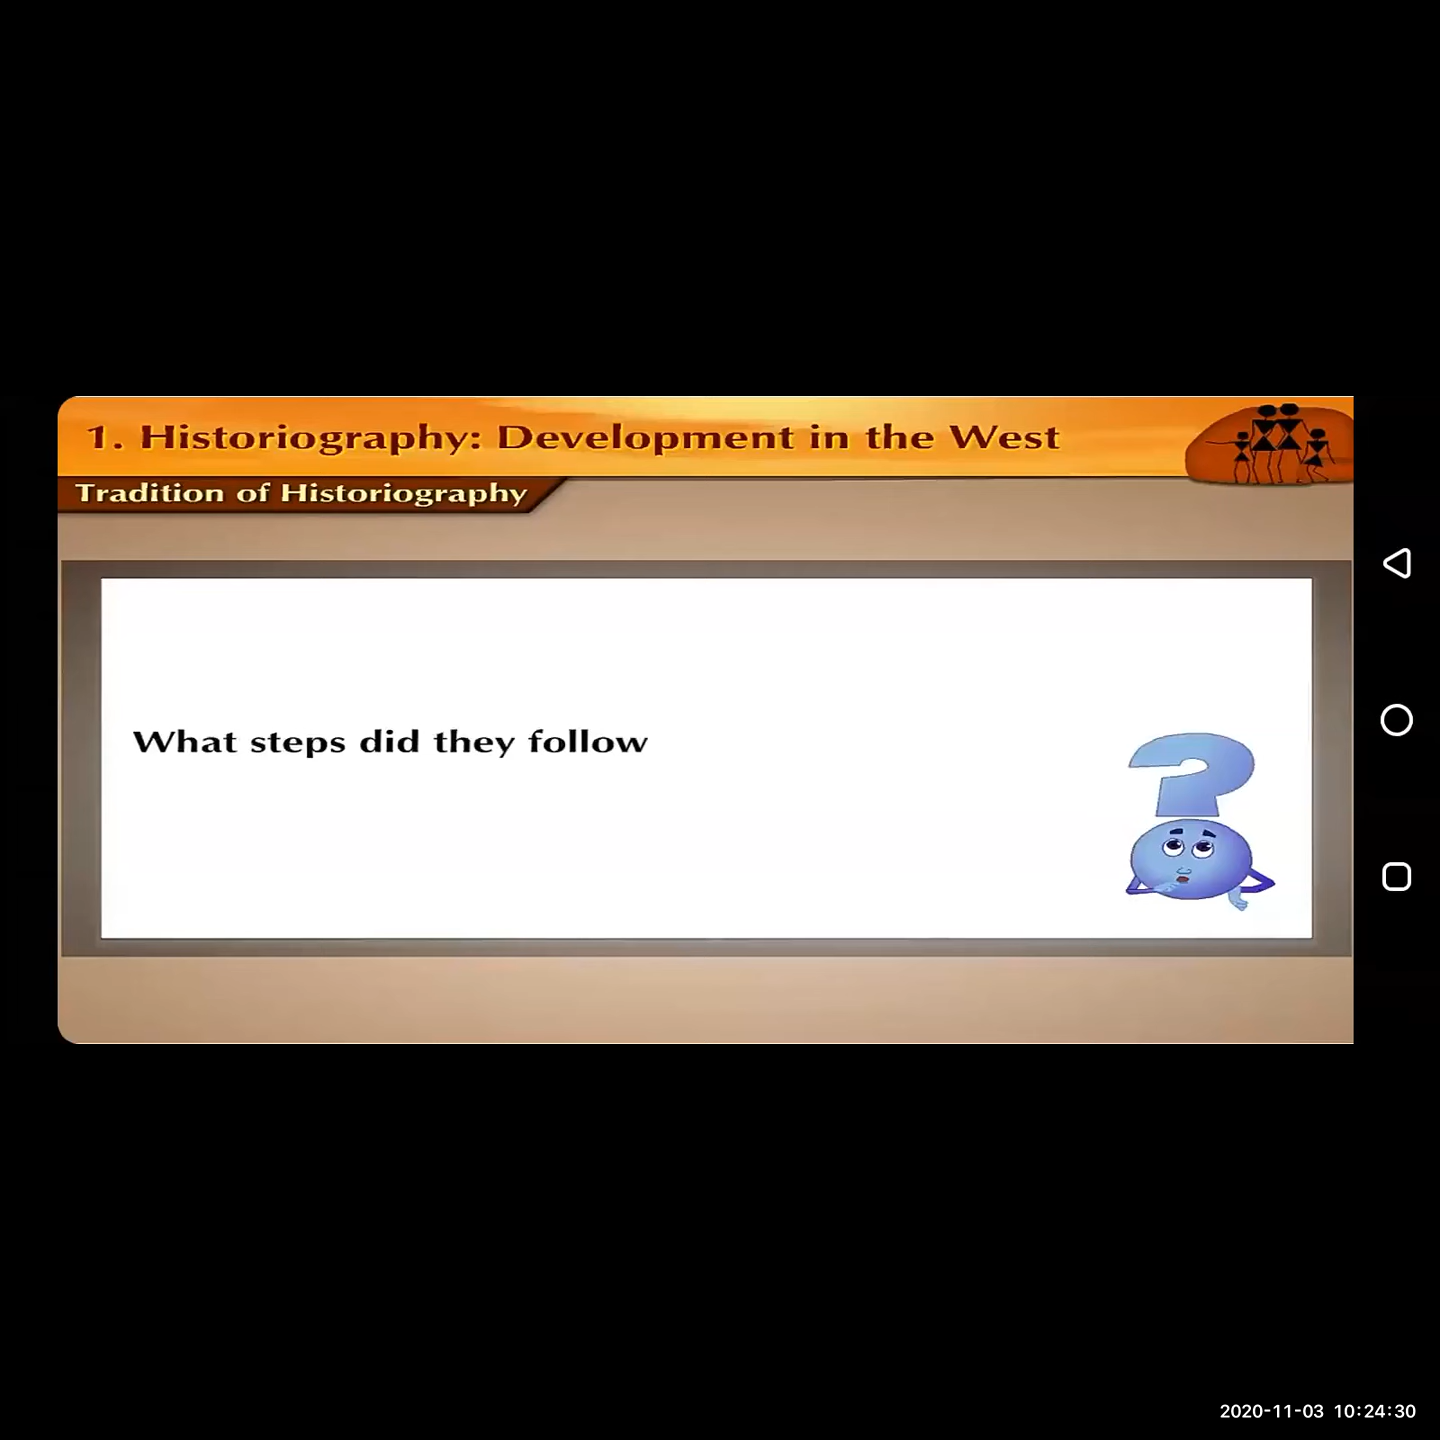 1. Historiography: Development in the West
Tradition of Historiography
What steps did they follow
?
2020-11-03 10:24:30